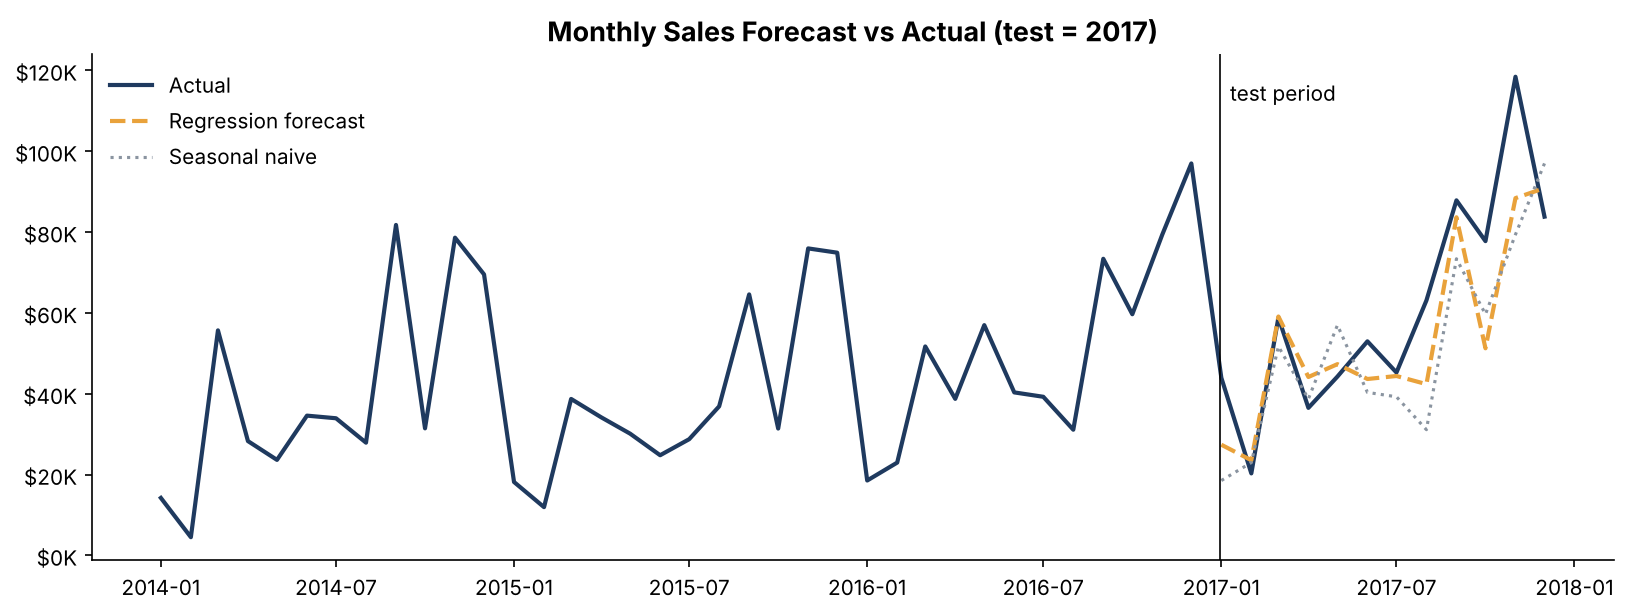 Monthly Sales Forecast vs Actual (test = 2017)
$120K
$100K
$80K
$60K
$40K
$20K
$0K
Actual
Regression forecast
Seasonal naive
test period
2014-01
2014-07
2015-01
2015-07
2016-01
2016-07
2017-01
2017-07
2018-01